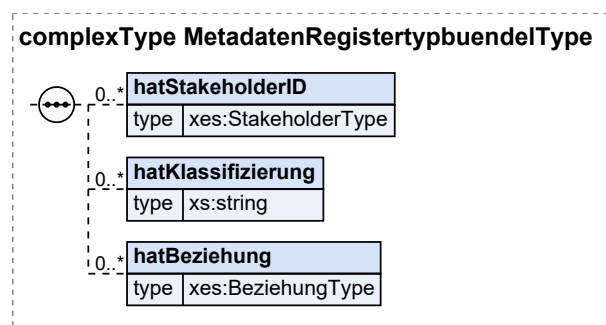 complexType MetadatenRegistertypbuendelType
0..* hatStakeholderID
type xes:StakeholderType
0..* hatKlassifizierung
type xs:string
0..* hatBeziehung
type xes:BeziehungType